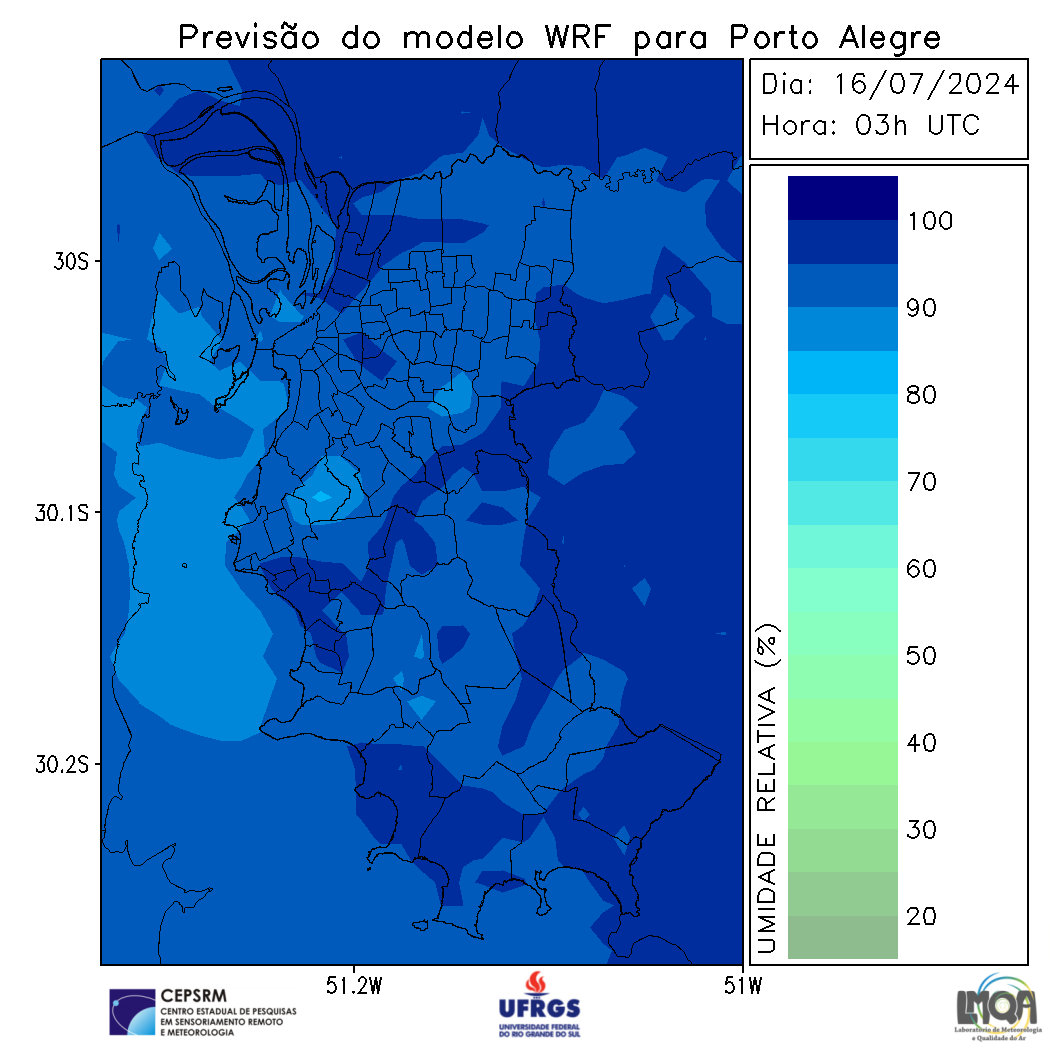 Previsão do modelo WRF para Porto Alegre
Dia: 16/07/2024
Hora: 03h UTC
30S
30.1S
30.2S
51.2W
51W
UMIDADE RELATIVA (%)
100
90
80
70
60
50
40
30
20
CEPSRM
CENTRO ESTADUAL DE PESQUISAS
EM SENSORIAMENTO REMOTO
E METEOROLOGIA
UFRGS
UNIVERSIDADE FEDERAL
DO RIO GRANDE DO SUL
LMQA
Laboratório de Meteorologia
e Qualidade do Ar